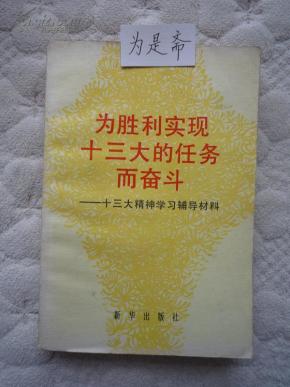 为是斋
为胜利实现
十三大的任务
而奋斗
——十三大精神学习辅导材料
新华出版社